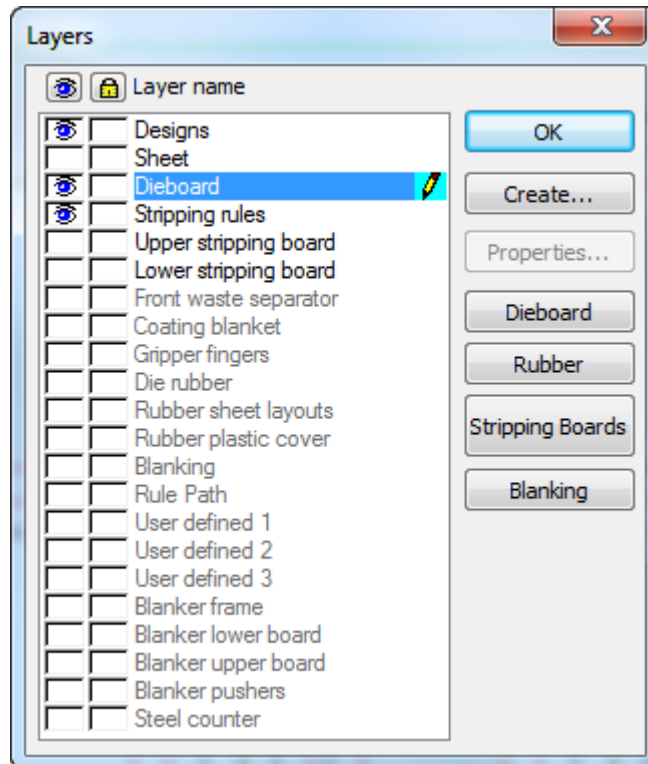 Layers
Layer name
Designs
Sheet
Dieboard
Stripping rules
Upper stripping board
Lower stripping board
Front waste separator
Coating blanket
Gripper fingers
Die rubber
Rubber sheet layouts
Rubber plastic cover
Blanking
Rule Path
User defined 1
User defined 2
User defined 3
Blanker frame
Blanker lower board
Blanker upper board
Blanker pushers
Steel counter
OK
Create...
Properties...
Dieboard
Rubber
Stripping Boards
Blanking